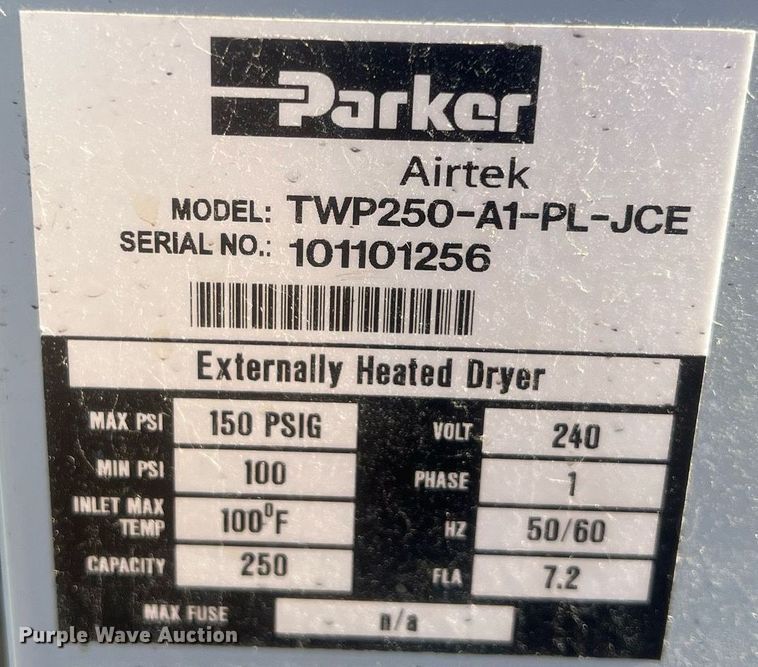 Parker
Airtek
MODEL: TWP250-A1-PL-JCE
SERIAL NO.: 101101256
Externally Heated Dryer
MAX PSI 150 PSIG VOLT 240
MIN PSI 100 PHASE 1
INLET MAX TEMP 100°F HZ 50/60
CAPACITY 250 FLA 7.2
MAX FUSE n/a
Purple Wave Auction